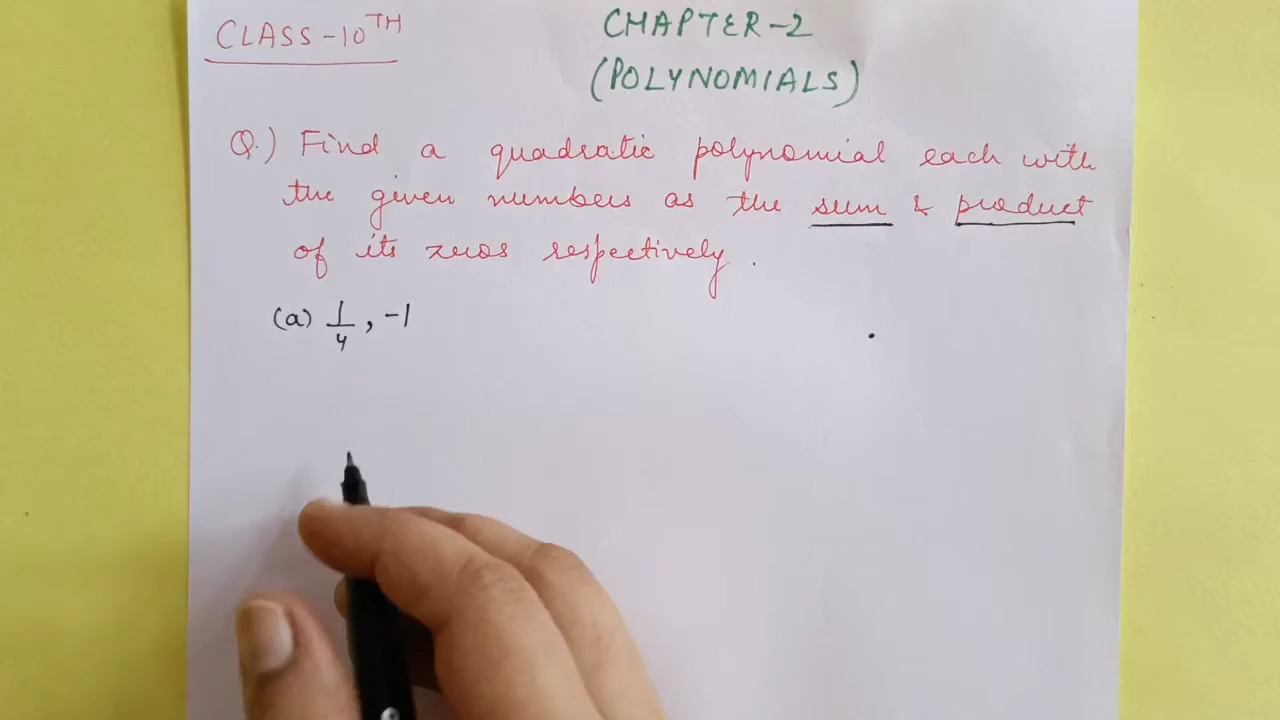 CLASS-10TH
CHAPTER-2
(POLYNOMIALS)
Q.) Find a quadratic polynomial each with
the given numbers as the sum & product
of its zeros respectively.
(a) 1/4, -1